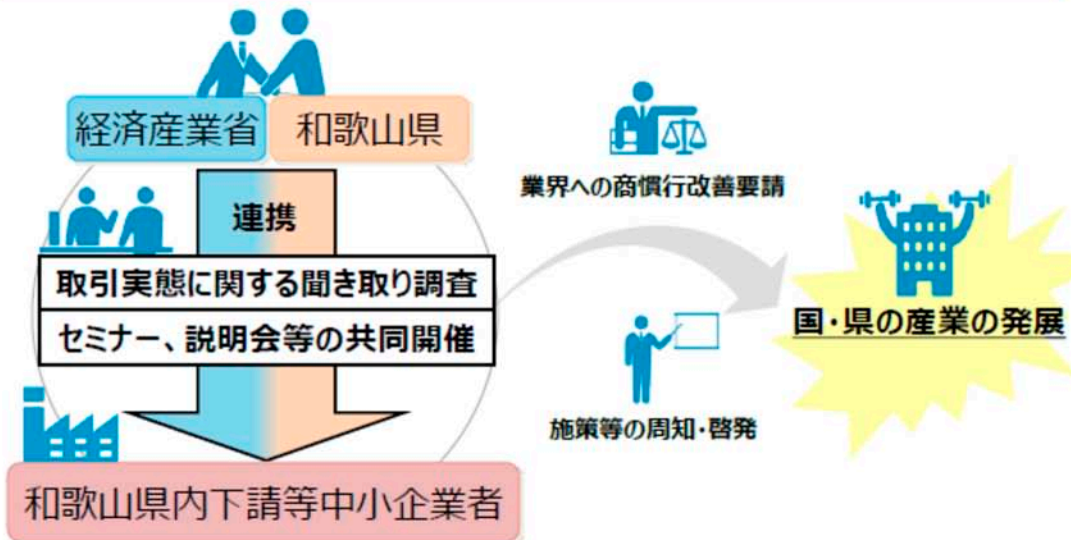 経済産業省
和歌山県
連携
取引実態に関する聞き取り調査
セミナー、説明会等の共同開催
和歌山県内下請等中小企業者
業界への商慣行改善要請
施策等の周知・啓発
国・県の産業の発展